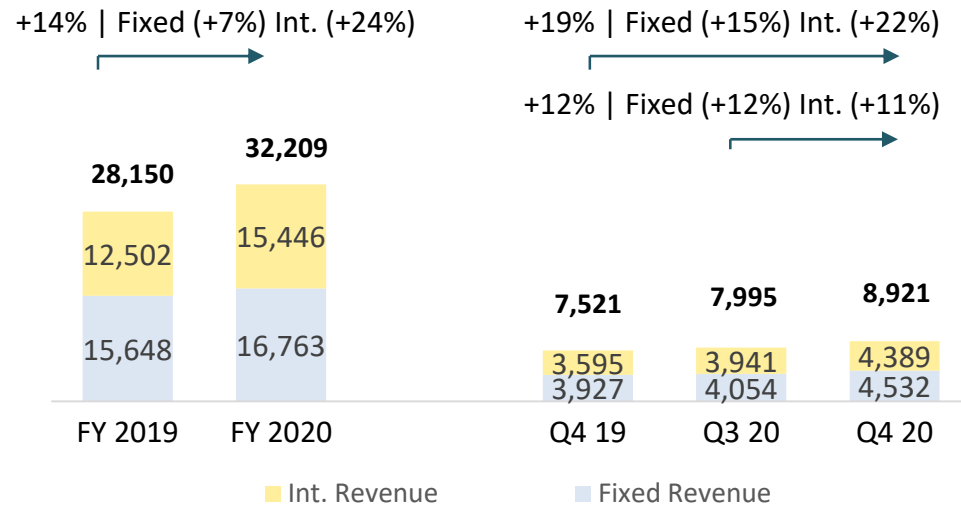 +14% | Fixed (+7%) Int. (+24%)
+19% | Fixed (+15%) Int. (+22%)
+12% | Fixed (+12%) Int. (+11%)
28,150
32,209
12,502
15,446
15,648
16,763
7,521
7,995
8,921
3,595
3,941
4,389
3,927
4,054
4,532
FY 2019
FY 2020
Q4 19
Q3 20
Q4 20
Int. Revenue
Fixed Revenue